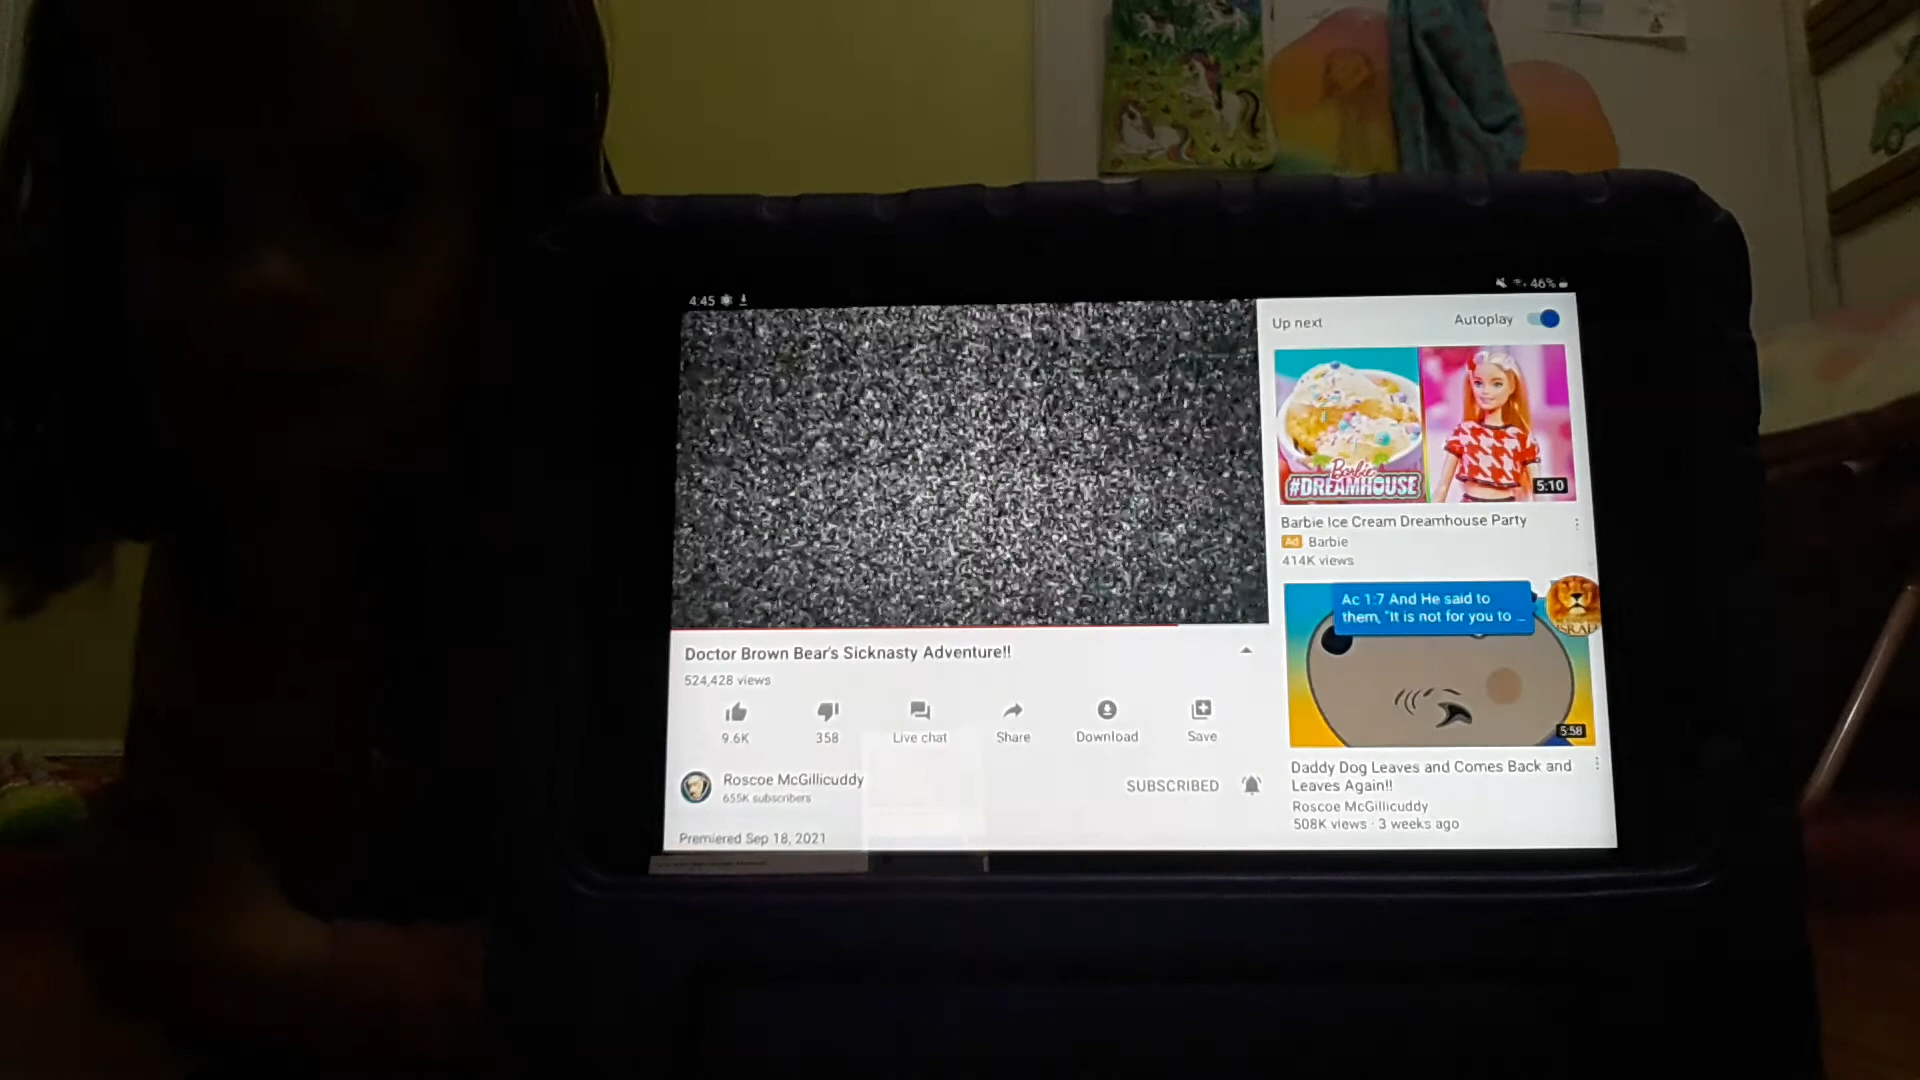 4:45
46%
Up next
Autoplay
Barbie
#DREAMHOUSE
5:10
Barbie Ice Cream Dreamhouse Party
Ad Barbie
414K views
Ac 1:7 And He said to
them, "It is not for you to ...
5:58
Daddy Dog Leaves and Comes Back and
Leaves Again!!
Roscoe McGillicuddy
508K views · 3 weeks ago
Doctor Brown Bear's Sicknasty Adventure!!
524,428 views
9.6K
358
Live chat
Share
Download
Save
Roscoe McGillicuddy
655K subscribers
SUBSCRIBED
Premiered Sep 18, 2021